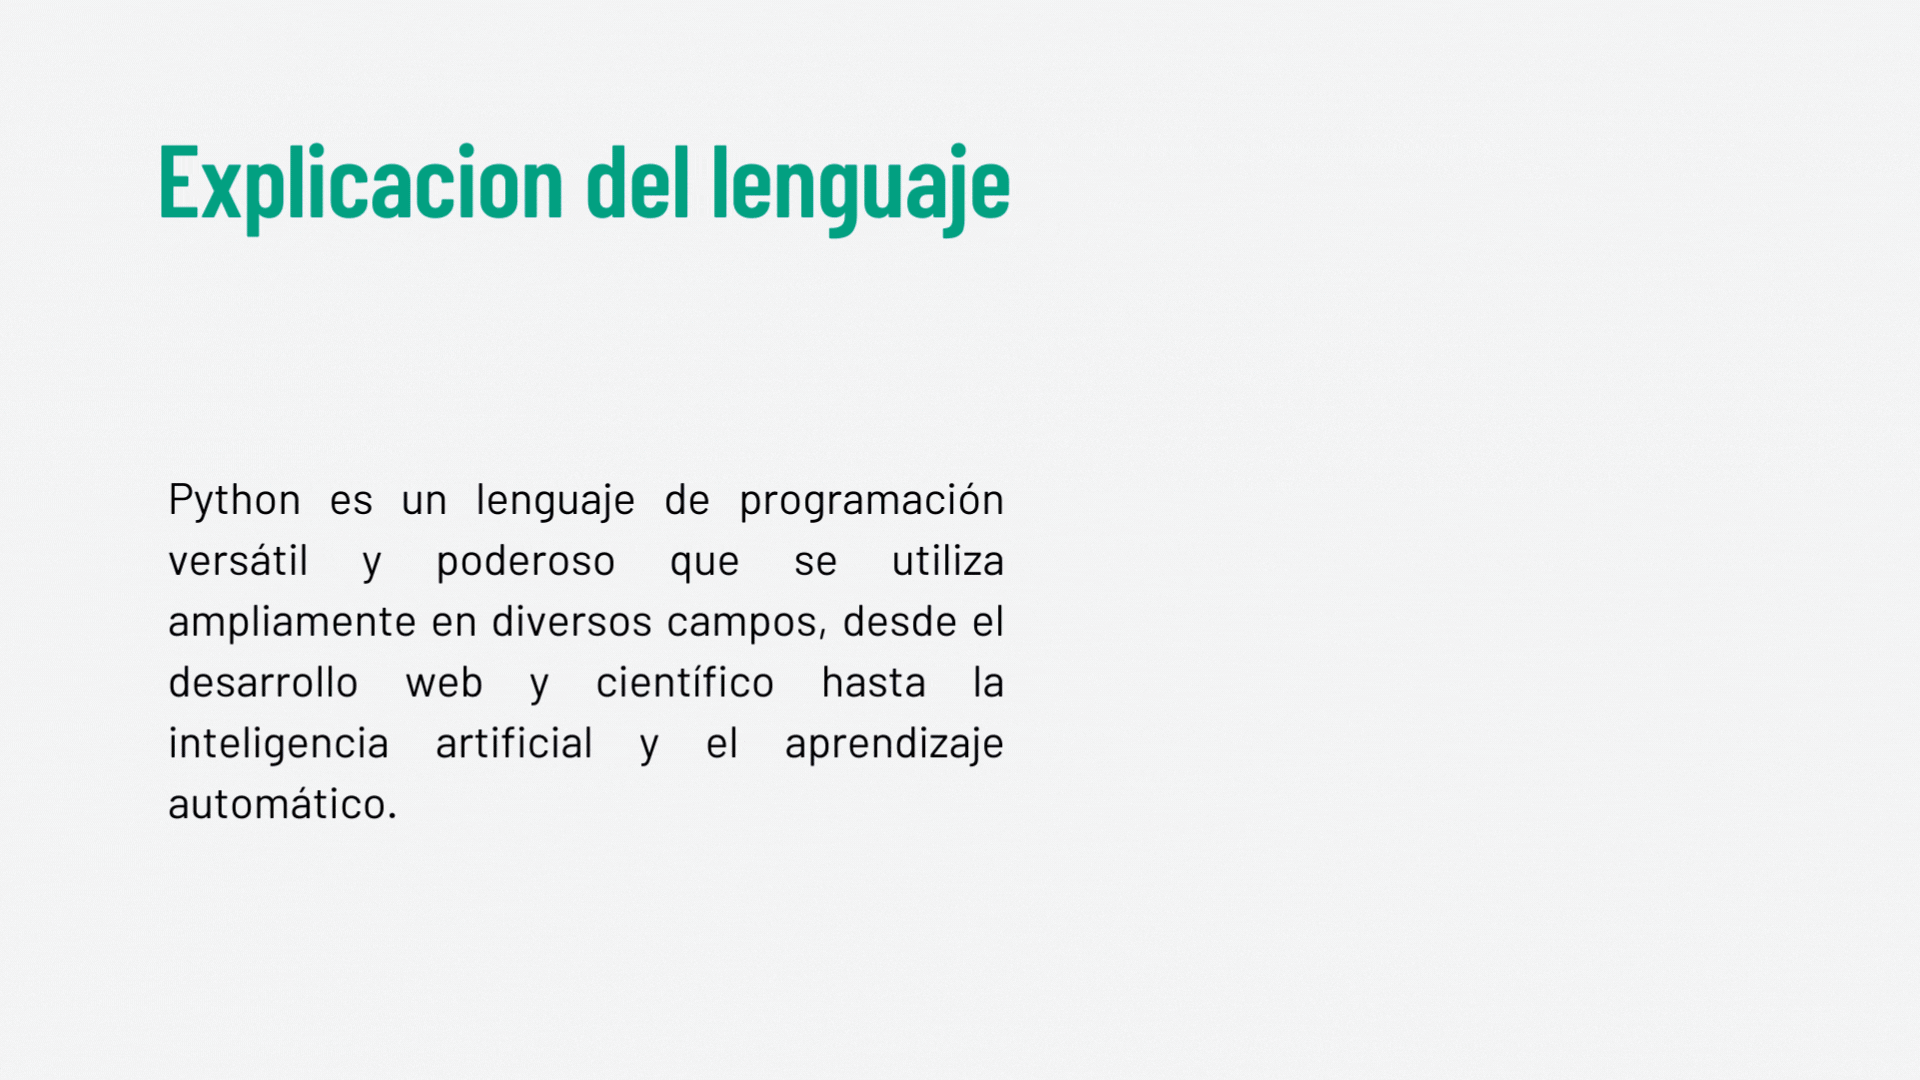 Explicacion del lenguaje
Python es un lenguaje de programación
versátil y poderoso que se utiliza
ampliamente en diversos campos, desde el
desarrollo web y científico hasta la
inteligencia artificial y el aprendizaje
automático.